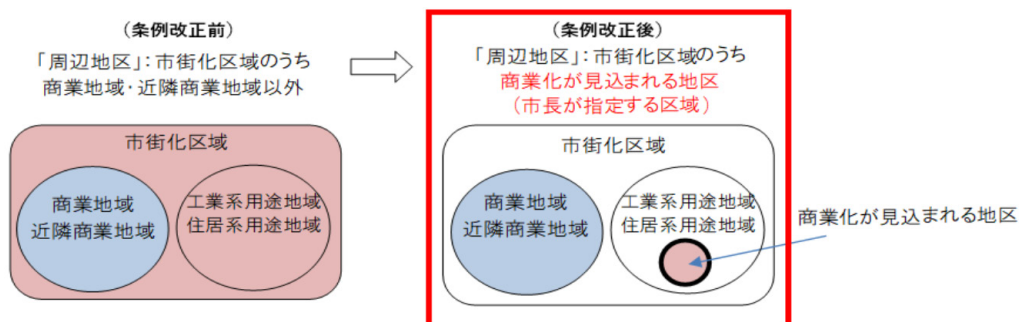 （条例改正前）
「周辺地区」：市街化区域のうち
商業地域・近隣商業地域以外
市街化区域
商業地域
近隣商業地域
工業系用途地域
住居系用途地域
（条例改正後）
「周辺地区」：市街化区域のうち
商業化が見込まれる地区
（市長が指定する区域）
市街化区域
商業地域
近隣商業地域
工業系用途地域
住居系用途地域
商業化が見込まれる地区